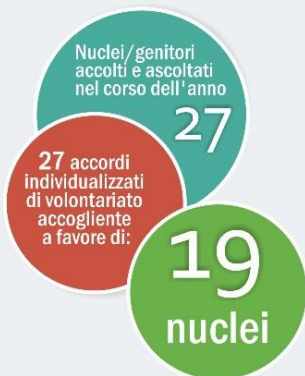 Nuclei/genitori
accolti e ascoltati
nel corso dell'anno
27
27 accordi
individualizzati
di volontariato
accogliente
a favore di:
19
nuclei